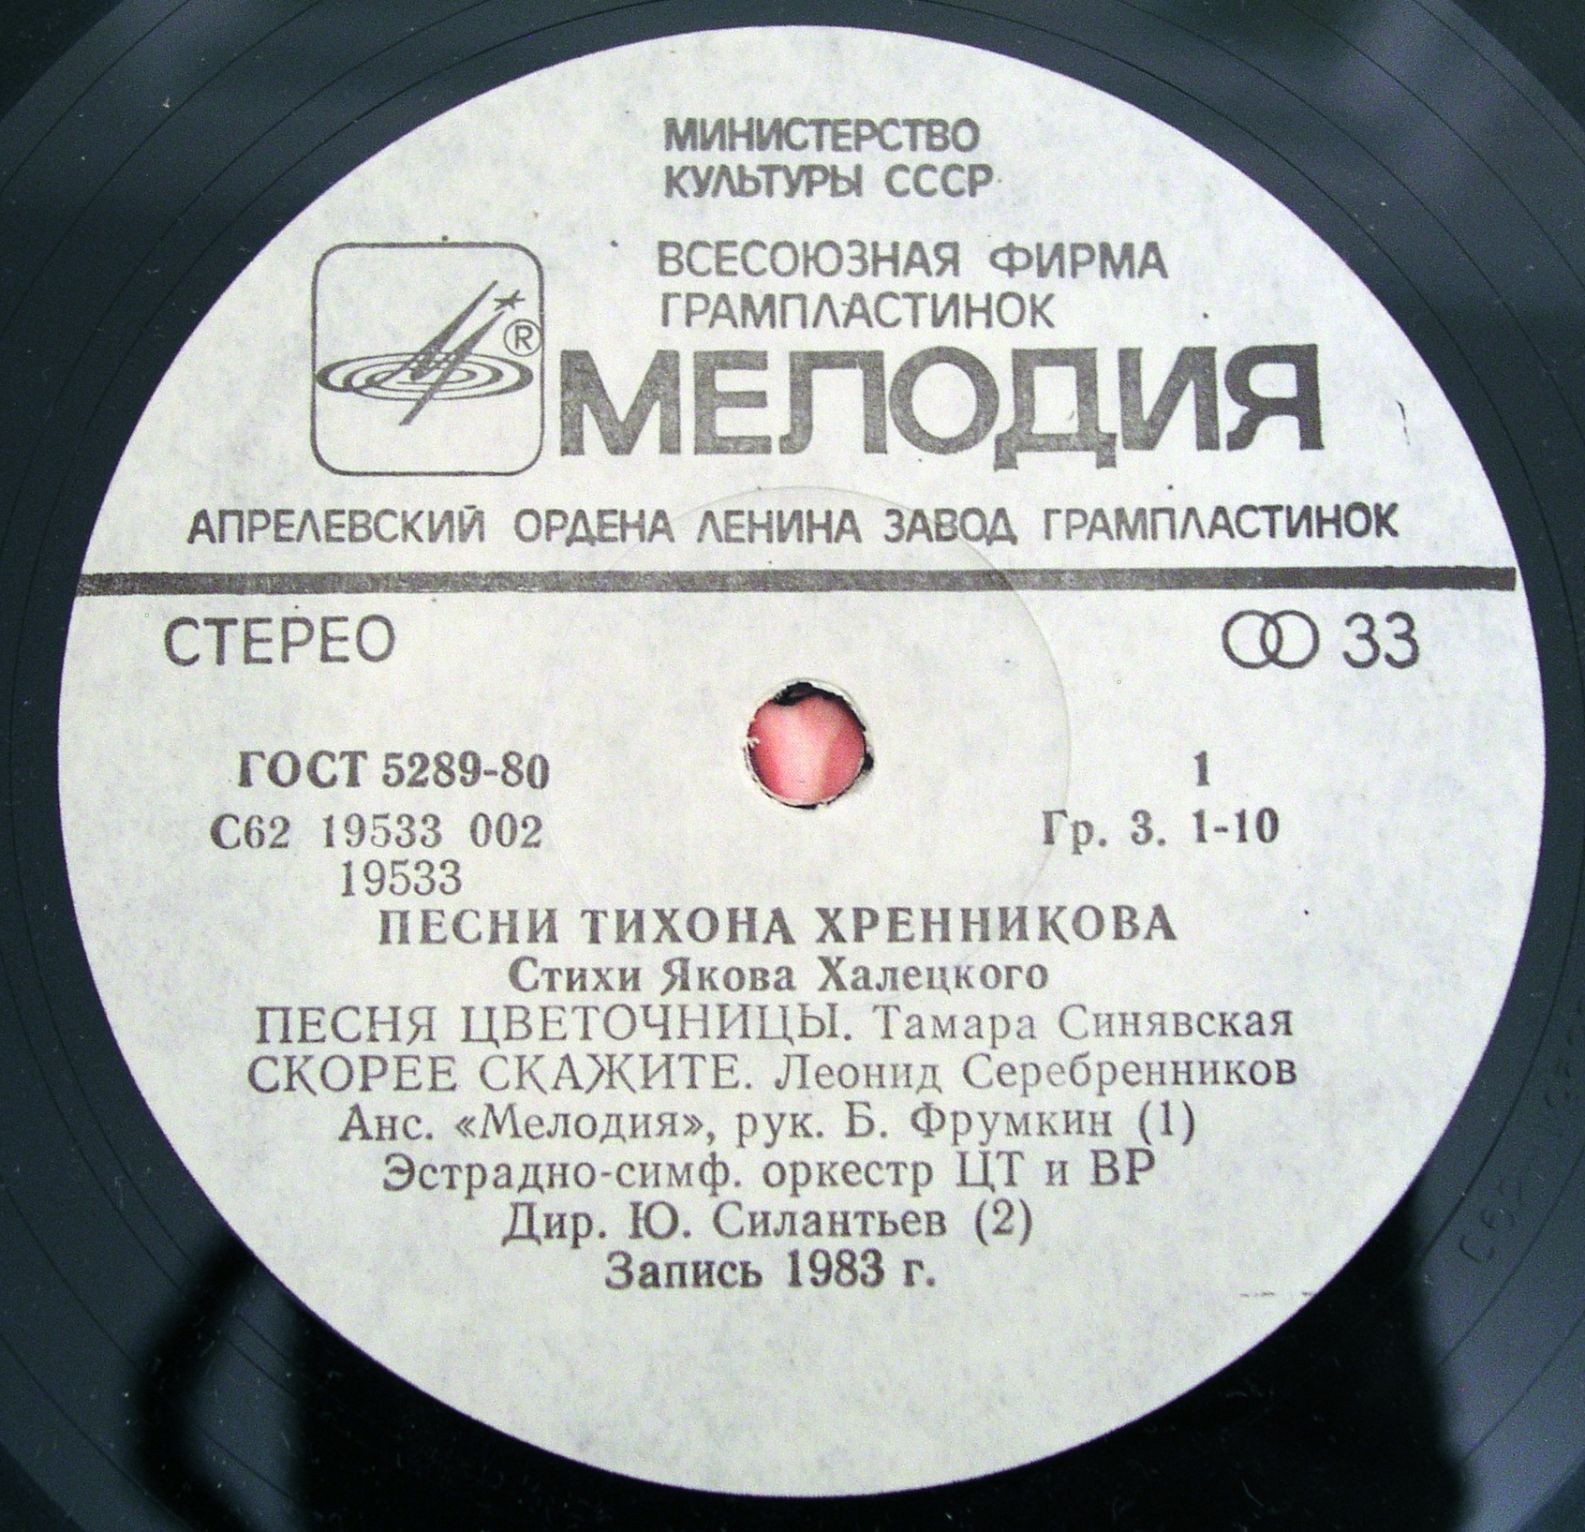 МИНИСТЕРСТВО
КУЛЬТУРЫ СССР
ВСЕСОЮЗНАЯ ФИРМА
ГРАМПЛАСТИНОК
®
МЕЛОДИЯ
АПРЕЛЕВСКИЙ ОРДЕНА ЛЕНИНА ЗАВОД ГРАМПЛАСТИНОК
СТЕРЕО 33
ГОСТ 5289-80 1
С62 19533 002 Гр. 3. 1-10
19533
ПЕСНИ ТИХОНА ХРЕННИКОВА
Стихи Якова Халецкого
ПЕСНЯ ЦВЕТОЧНИЦЫ. Тамара Синявская
СКОРЕЕ СКАЖИТЕ. Леонид Серебренников
Анс. «Мелодия», рук. Б. Фрумкин (1)
Эстрадно-симф. оркестр ЦТ и ВР
Дир. Ю. Силантьев (2)
Запись 1983 г.